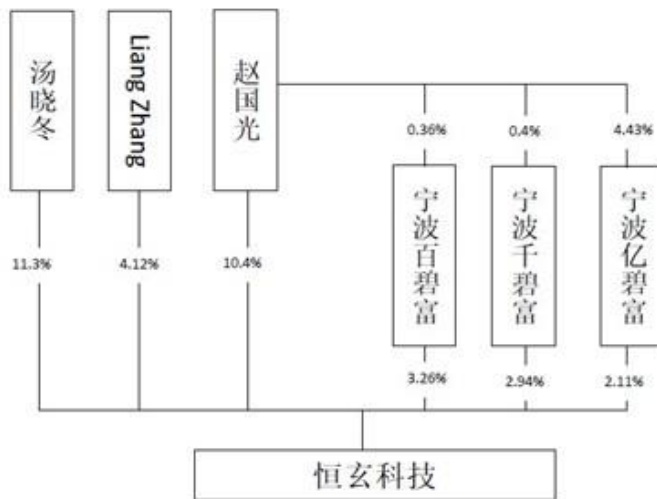 汤晓冬
Liang Zhang
赵国光
0.36%
0.4%
4.43%
宁波百碧富
宁波千碧富
宁波亿碧富
11.3%
4.12%
10.4%
3.26%
2.94%
2.11%
恒玄科技